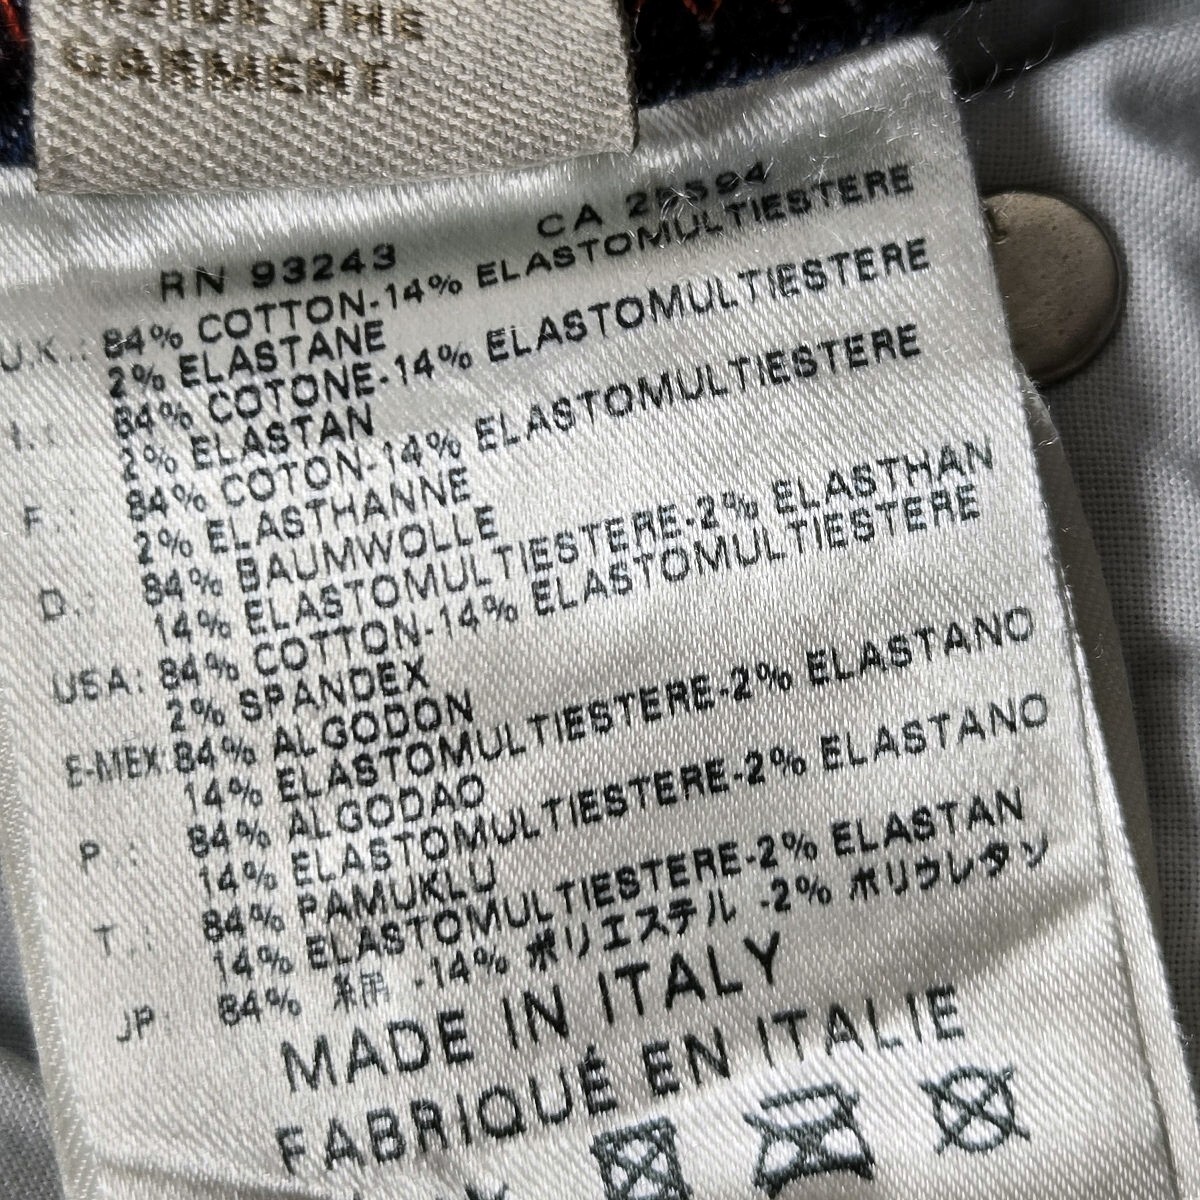 INSIDE THE
GARMENT
RN 93243 CA
U.K.: 84% COTTON-14% ELASTOMULTIESTERE
2% ELASTANE
I.: 84% COTONE-14% ELASTOMULTIESTERE
2% ELASTAN
F.: 84% COTON-14% ELASTOMULTIESTERE
2% ELASTHANNE
D.: 84% BAUMWOLLE
14% ELASTOMULTIESTERE-2% ELASTHAN
USA: 84% COTTON-14% ELASTOMULTIESTERE
2% SPANDEX
E-MEX: 84% ALGODON
14% ELASTOMULTIESTERE-2% ELASTANO
P.: 84% ALGODAO
14% ELASTOMULTIESTERE-2% ELASTANO
T.: 84% PAMUKLU
14% ELASTOMULTIESTERE-2% ELASTAN
JP: 84% -14% ポリエステル -2% ポリウレタン
MADE IN ITALY
FABRIQUÉ EN ITALIE